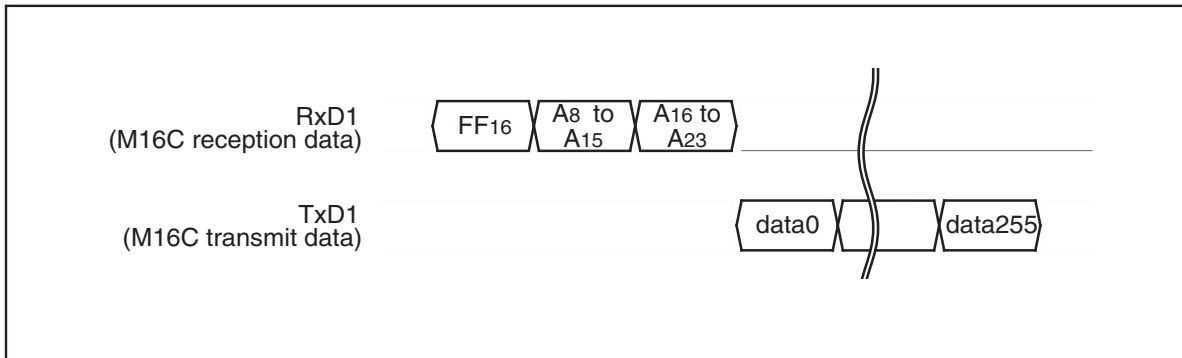 RxD1
(M16C reception data)
FF16
A8 to
A15
A16 to
A23
TxD1
(M16C transmit data)
data0
data255